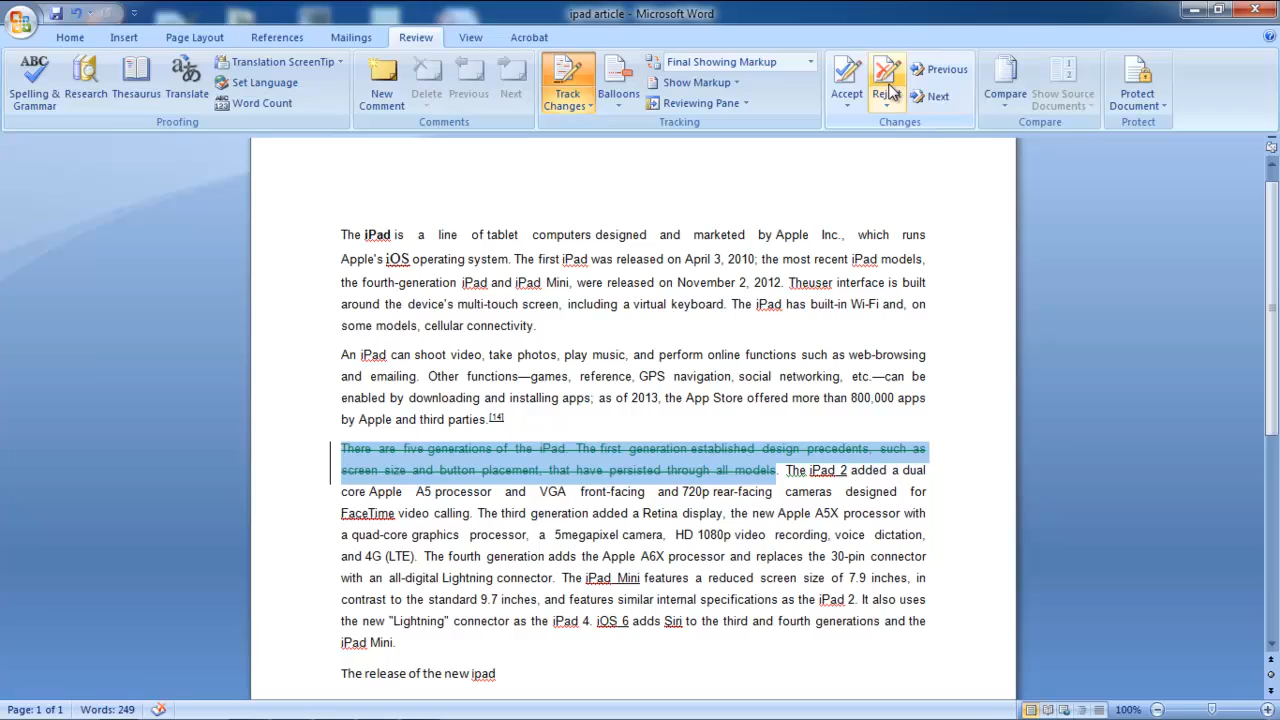 ipad article - Microsoft Word
Home Insert Page Layout References Mailings Review View Acrobat
ABC Spelling & Grammar
Research
Thesaurus
Translate
Translation ScreenTip
Set Language
Word Count
Proofing
New Comment
Delete
Previous
Next
Comments
Track Changes
Balloons
Final Showing Markup
Show Markup
Reviewing Pane
Tracking
Accept
Reject
Previous
Next
Changes
Compare
Show Source Documents
Compare
Protect Document
Protect
The iPad is a line of tablet computers designed and marketed by Apple Inc., which runs
Apple's iOS operating system. The first iPad was released on April 3, 2010; the most recent iPad models,
the fourth-generation iPad and iPad Mini, were released on November 2, 2012. Theuser interface is built
around the device's multi-touch screen, including a virtual keyboard. The iPad has built-in Wi-Fi and, on
some models, cellular connectivity.
An iPad can shoot video, take photos, play music, and perform online functions such as web-browsing
and emailing. Other functions—games, reference, GPS navigation, social networking, etc.—can be
enabled by downloading and installing apps; as of 2013, the App Store offered more than 800,000 apps
by Apple and third parties.[14]
There are five generations of the iPad. The first generation established design precedents, such as
screen size and button placement, that have persisted through all models. The iPad 2 added a dual
core Apple A5 processor and VGA front-facing and 720p rear-facing cameras designed for
FaceTime video calling. The third generation added a Retina display, the new Apple A5X processor with
a quad-core graphics processor, a 5megapixel camera, HD 1080p video recording, voice dictation,
and 4G (LTE). The fourth generation adds the Apple A6X processor and replaces the 30-pin connector
with an all-digital Lightning connector. The iPad Mini features a reduced screen size of 7.9 inches, in
contrast to the standard 9.7 inches, and features similar internal specifications as the iPad 2. It also uses
the new "Lightning" connector as the iPad 4. iOS 6 adds Siri to the third and fourth generations and the
iPad Mini.
The release of the new ipad
Page: 1 of 1 Words: 249 100%